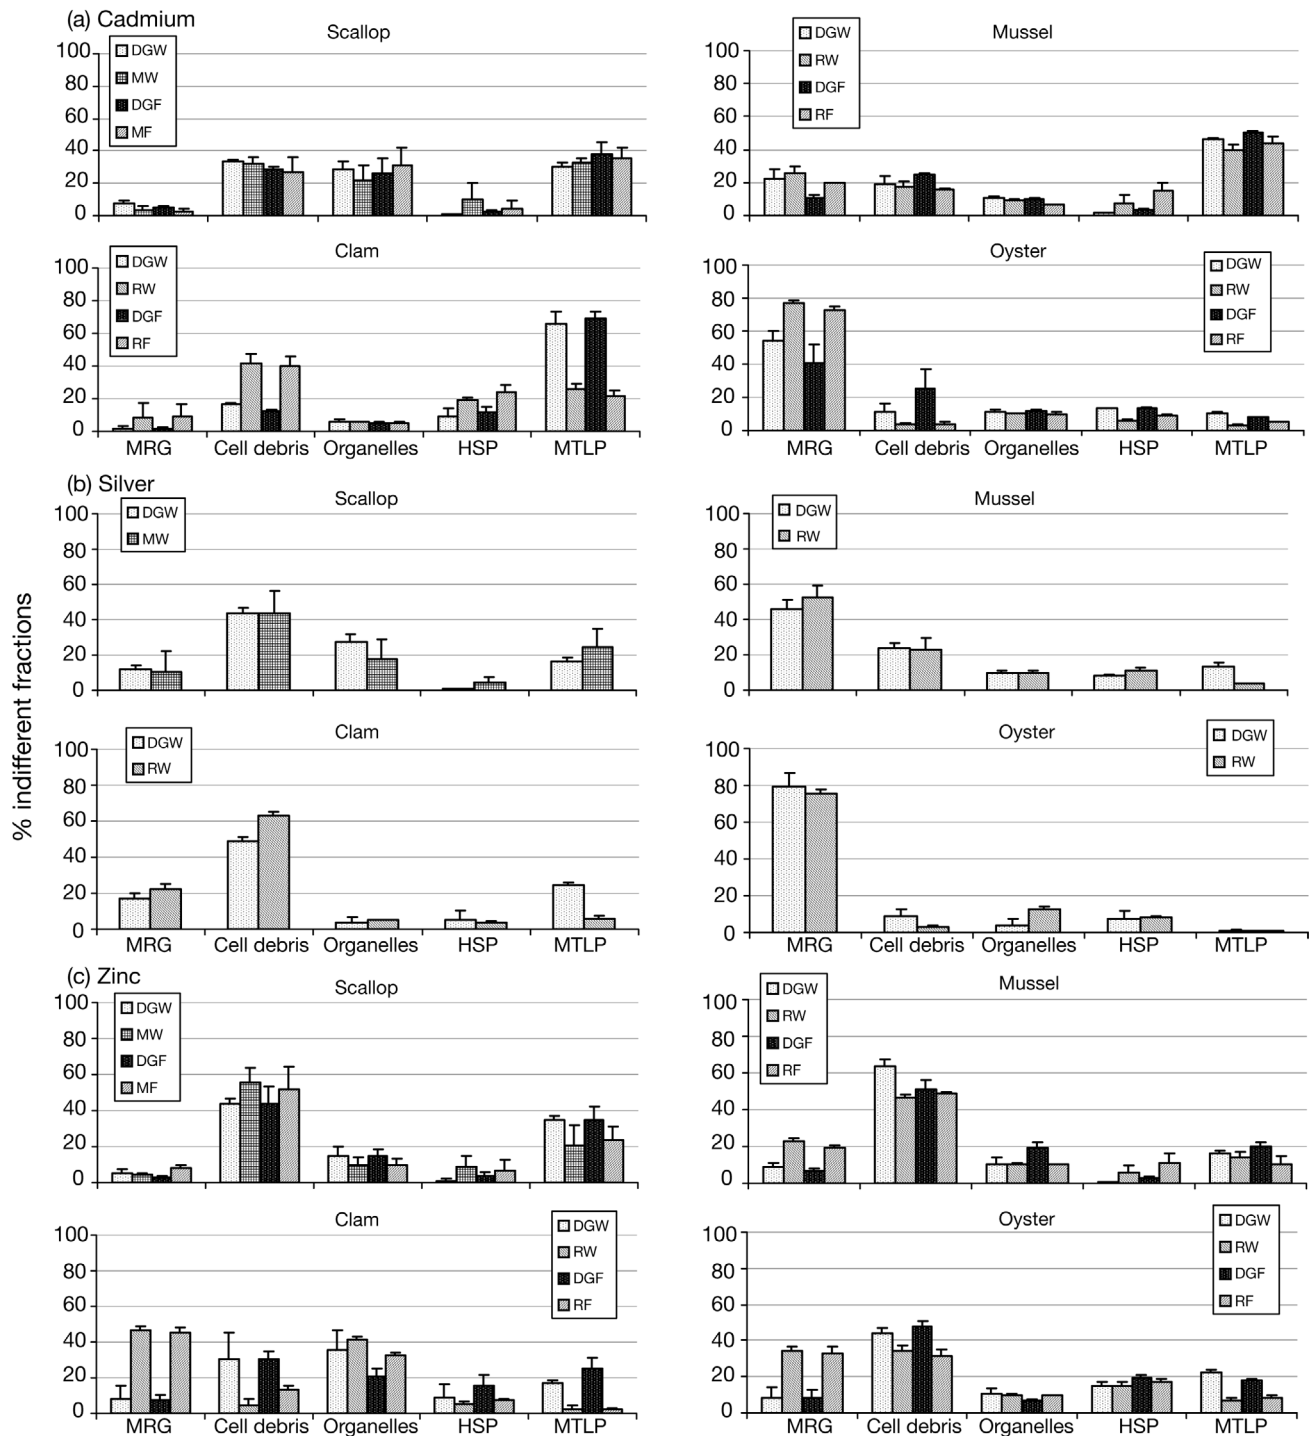 (a) Cadmium
Scallop
100
80
60
40
20
0
DGW
MW
DGF
MF
Mussel
100
80
60
40
20
0
DGW
RW
DGF
RF
Clam
100
80
60
40
20
0
DGW
RW
DGF
RF
MRG Cell debris Organelles HSP MTLP
Oyster
100
80
60
40
20
0
DGW
RW
DGF
RF
MRG Cell debris Organelles HSP MTLP
(b) Silver
Scallop
100
80
60
40
20
0
DGW
MW
Mussel
100
80
60
40
20
0
DGW
RW
% indifferent fractions
Clam
100
80
60
40
20
0
DGW
RW
MRG Cell debris Organelles HSP MTLP
Oyster
100
80
60
40
20
0
DGW
RW
MRG Cell debris Organelles HSP MTLP
(c) Zinc
Scallop
100
80
60
40
20
0
DGW
MW
DGF
MF
Mussel
100
80
60
40
20
0
DGW
RW
DGF
RF
Clam
100
80
60
40
20
0
DGW
RW
DGF
RF
MRG Cell debris Organelles HSP MTLP
Oyster
100
80
60
40
20
0
DGW
RW
DGF
RF
MRG Cell debris Organelles HSP MTLP